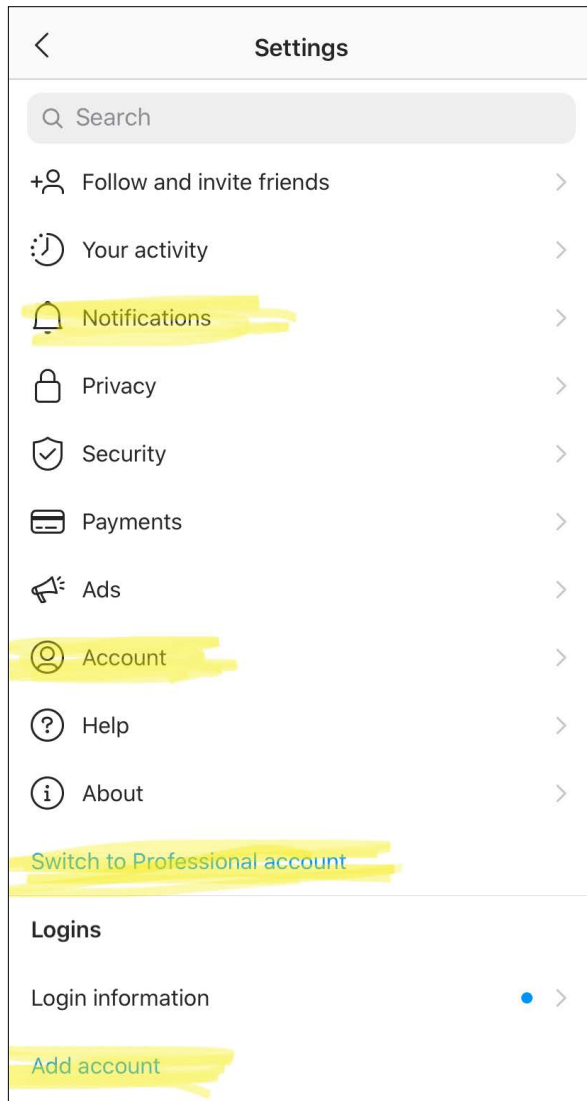 Settings
Search
Follow and invite friends
Your activity
Notifications
Privacy
Security
Payments
Ads
Account
Help
About
Switch to Professional account
Logins
Login information
Add account